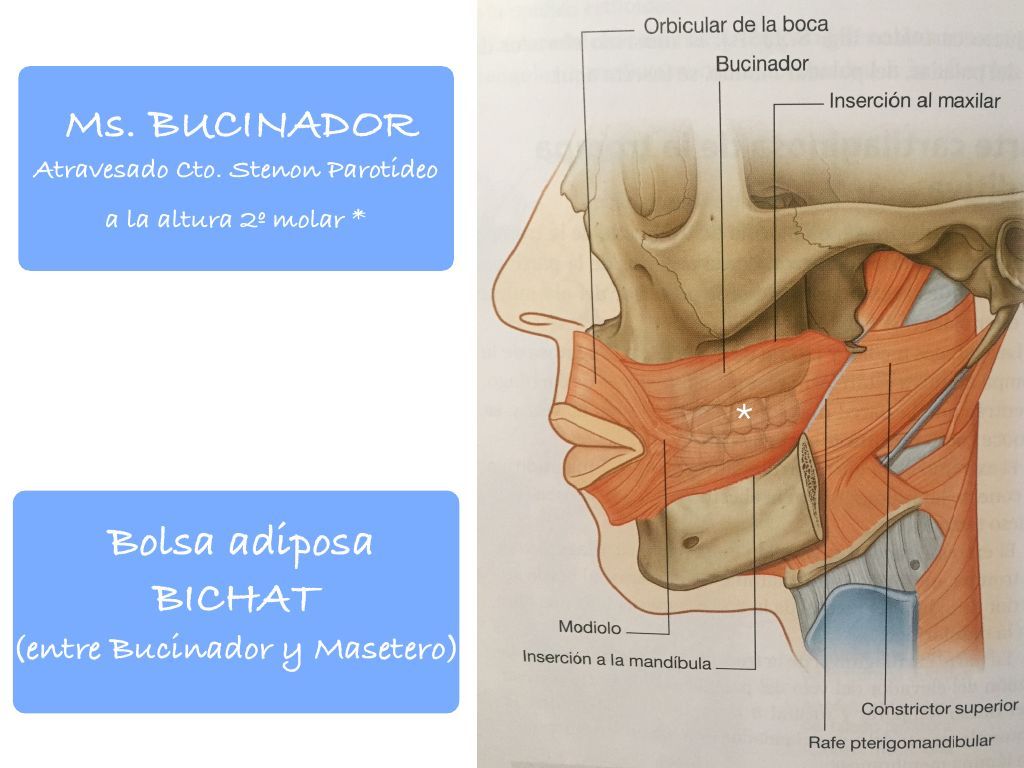 Ms. BUCINADOR
Atravesado Cto. Stenon Parotídeo
a la altura 2º molar *
Bolsa adiposa
BICHAT
(entre Bucinador y Masetero)
Orbicular de la boca
Bucinador
Inserción al maxilar
*
Modiolo
Inserción a la mandíbula
Constrictor superior
Rafe pterigomandibular